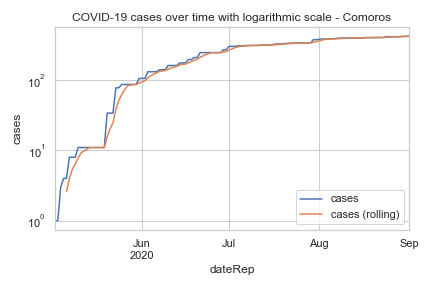 COVID-19 cases over time with logarithmic scale - Comoros
cases
10²
10¹
10⁰
cases
cases (rolling)
Jun
2020
Jul
Aug
Sep
dateRep